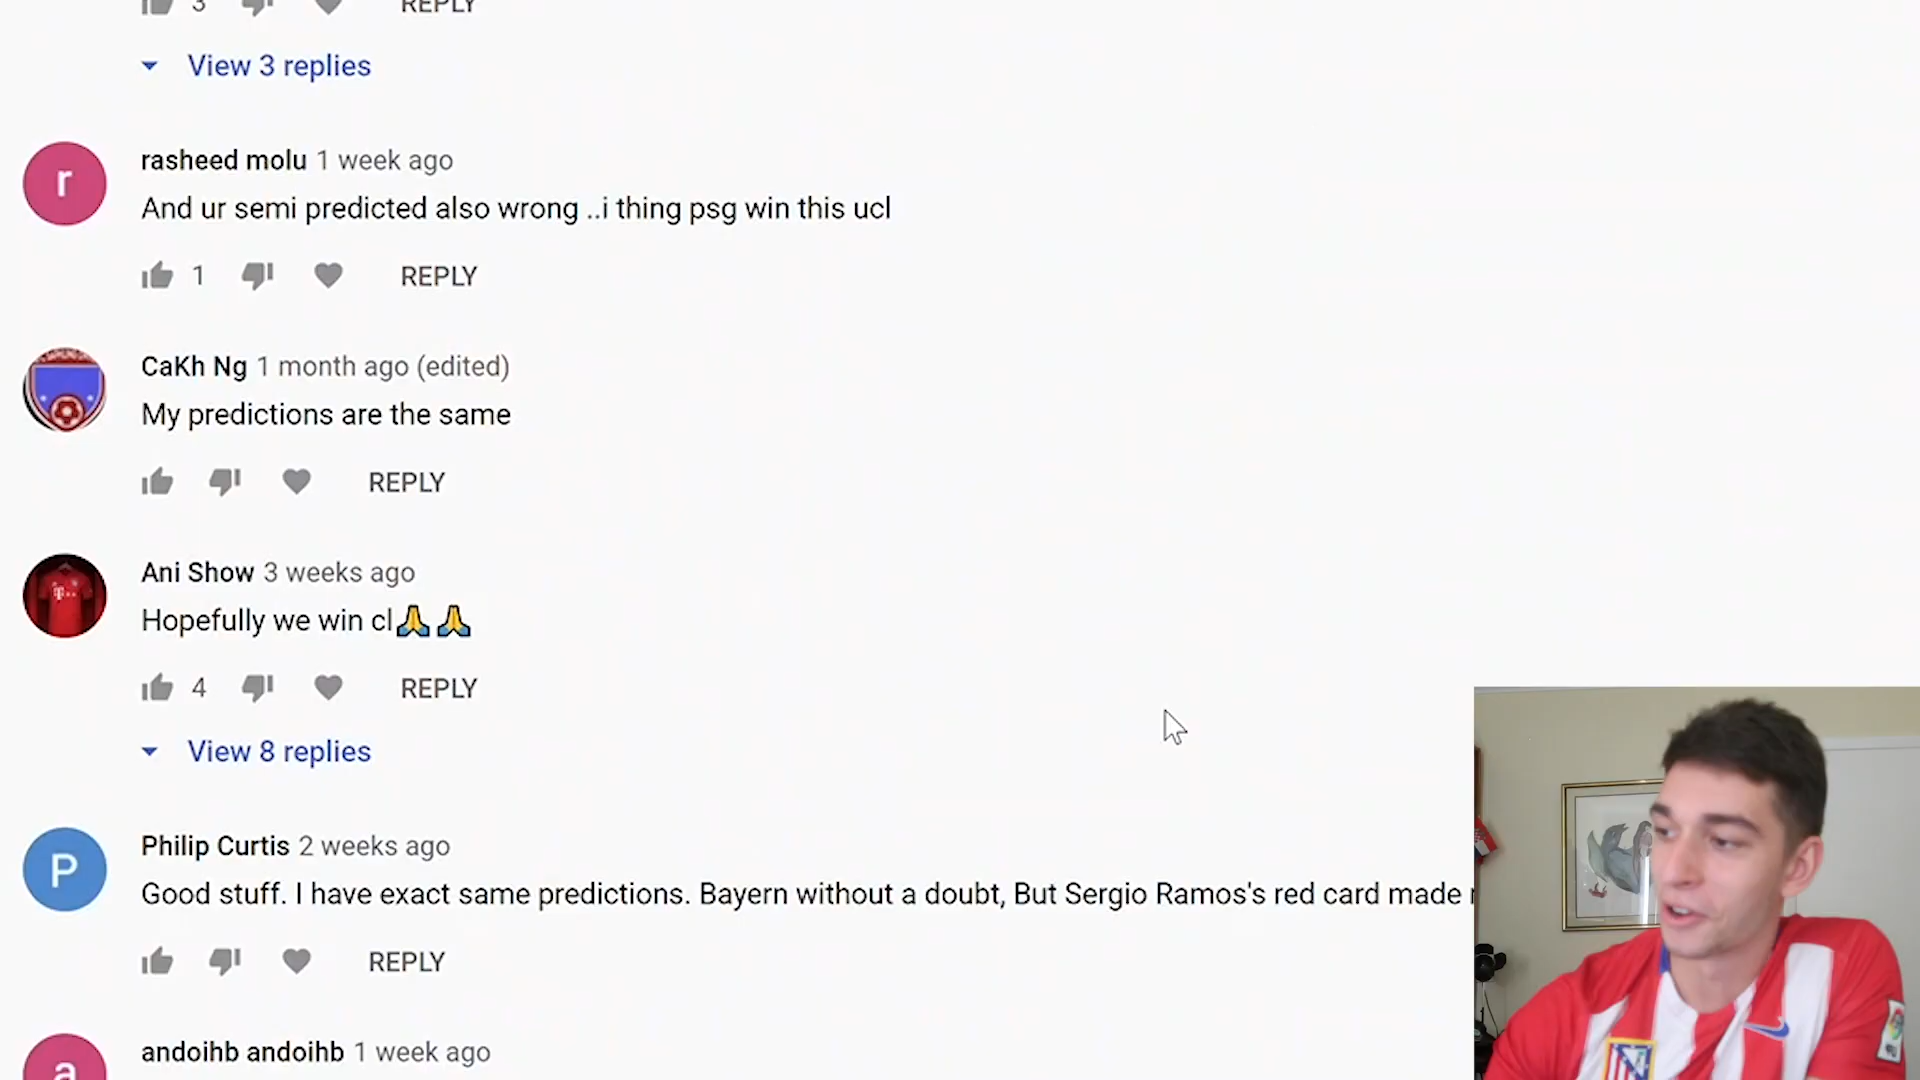 3 REPLY
View 3 replies
r
rasheed molu 1 week ago
And ur semi predicted also wrong ..i thing psg win this ucl
1 REPLY
CaKh Ng 1 month ago (edited)
My predictions are the same
REPLY
Ani Show 3 weeks ago
Hopefully we win cl🙏🙏
4 REPLY
View 8 replies
P
Philip Curtis 2 weeks ago
Good stuff. I have exact same predictions. Bayern without a doubt, But Sergio Ramos's red card made
REPLY
a
andoihb andoihb 1 week ago